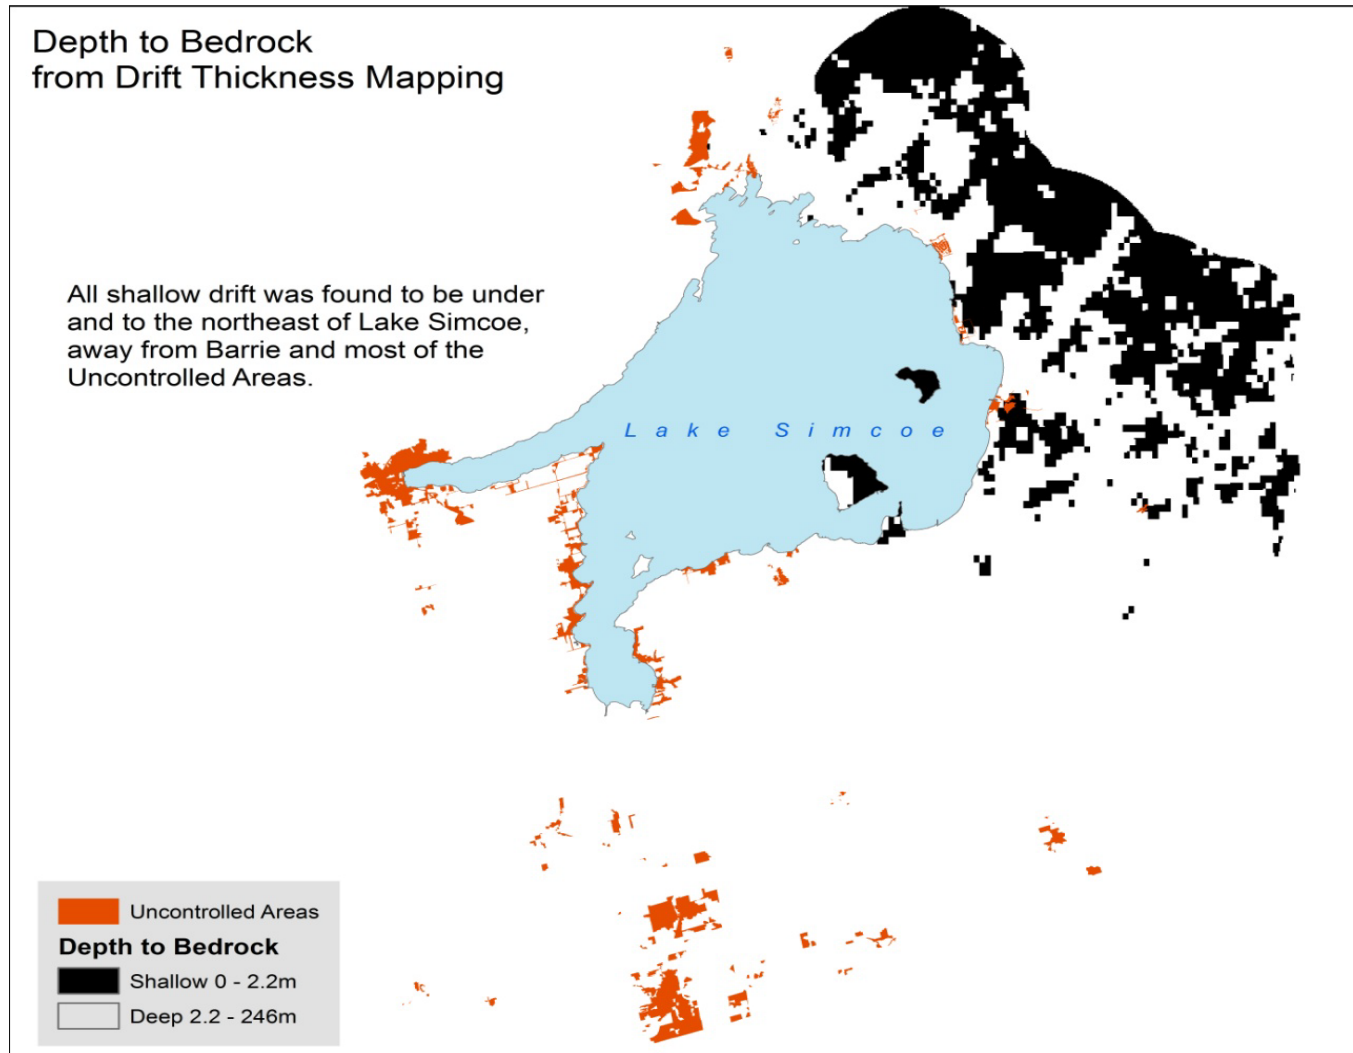 Depth to Bedrock
from Drift Thickness Mapping
All shallow drift was found to be under
and to the northeast of Lake Simcoe,
away from Barrie and most of the
Uncontrolled Areas.
Lake Simcoe
Uncontrolled Areas
Depth to Bedrock
Shallow 0 - 2.2m
Deep 2.2 - 246m